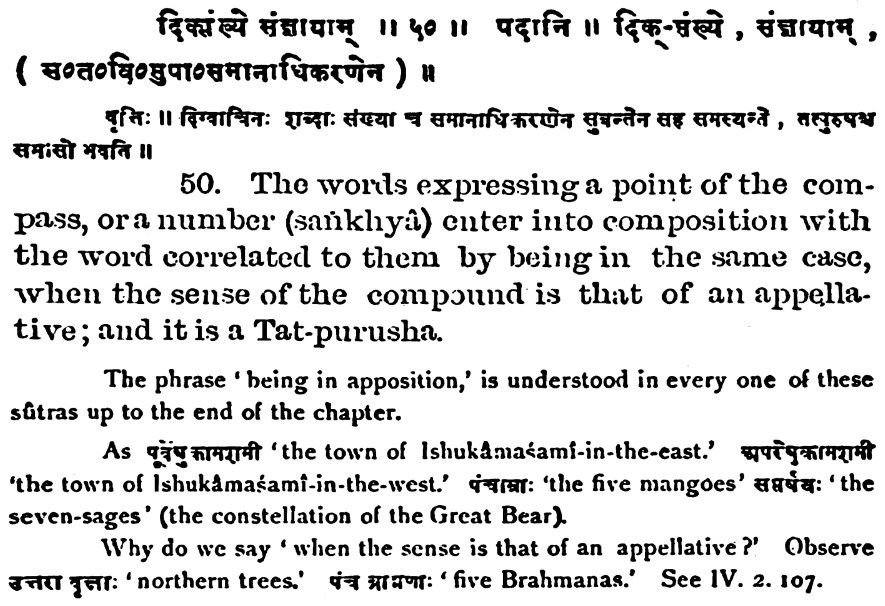 दिक्संख्ये संज्ञायाम् ॥ ५० ॥ पदानि ॥ दिक्-संख्ये , संज्ञायाम् ,
( स०त०वि०सुपा०समानाधिकरणेन ) ॥
वृत्तिः ॥ दिग्वाचिनः शब्दाः संख्या च समानाधिकरणेन सुबन्तेन सह समस्यन्ते , तत्पुरुषश्च
समासो भवति ॥
50. The words expressing a point of the com-
pass, or a number (saṅkhyâ) enter into composition with
the word correlated to them by being in the same case,
when the sense of the compound is that of an appella-
tive; and it is a Tat-purusha.
The phrase ‘being in apposition,’ is understood in every one of these
sûtras up to the end of the chapter.
As पूर्वेषुकामशमी ‘the town of Ishukâmaśamî-in-the-east.’ अपरेषुकामशमी
‘the town of Ishukâmaśamî-in-the-west.’ पंचाम्राः ‘the five mangoes’ सप्तर्षयः ‘the
seven-sages’ (the constellation of the Great Bear).
Why do we say ‘when the sense is that of an appellative?’ Observe
उत्तरा वृक्षाः ‘northern trees.’ पंच ब्राह्मणाः ‘five Brahmanas.’ See IV. 2. 107.